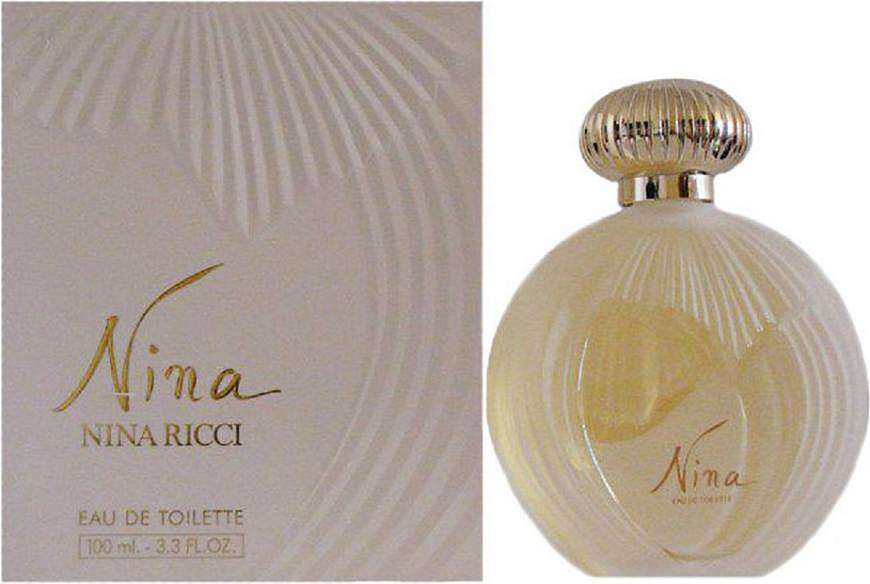 Nina
NINA RICCI
EAU DE TOILETTE
100 ml. - 3.3 FL.OZ.
Nina
EAU DE TOILETTE